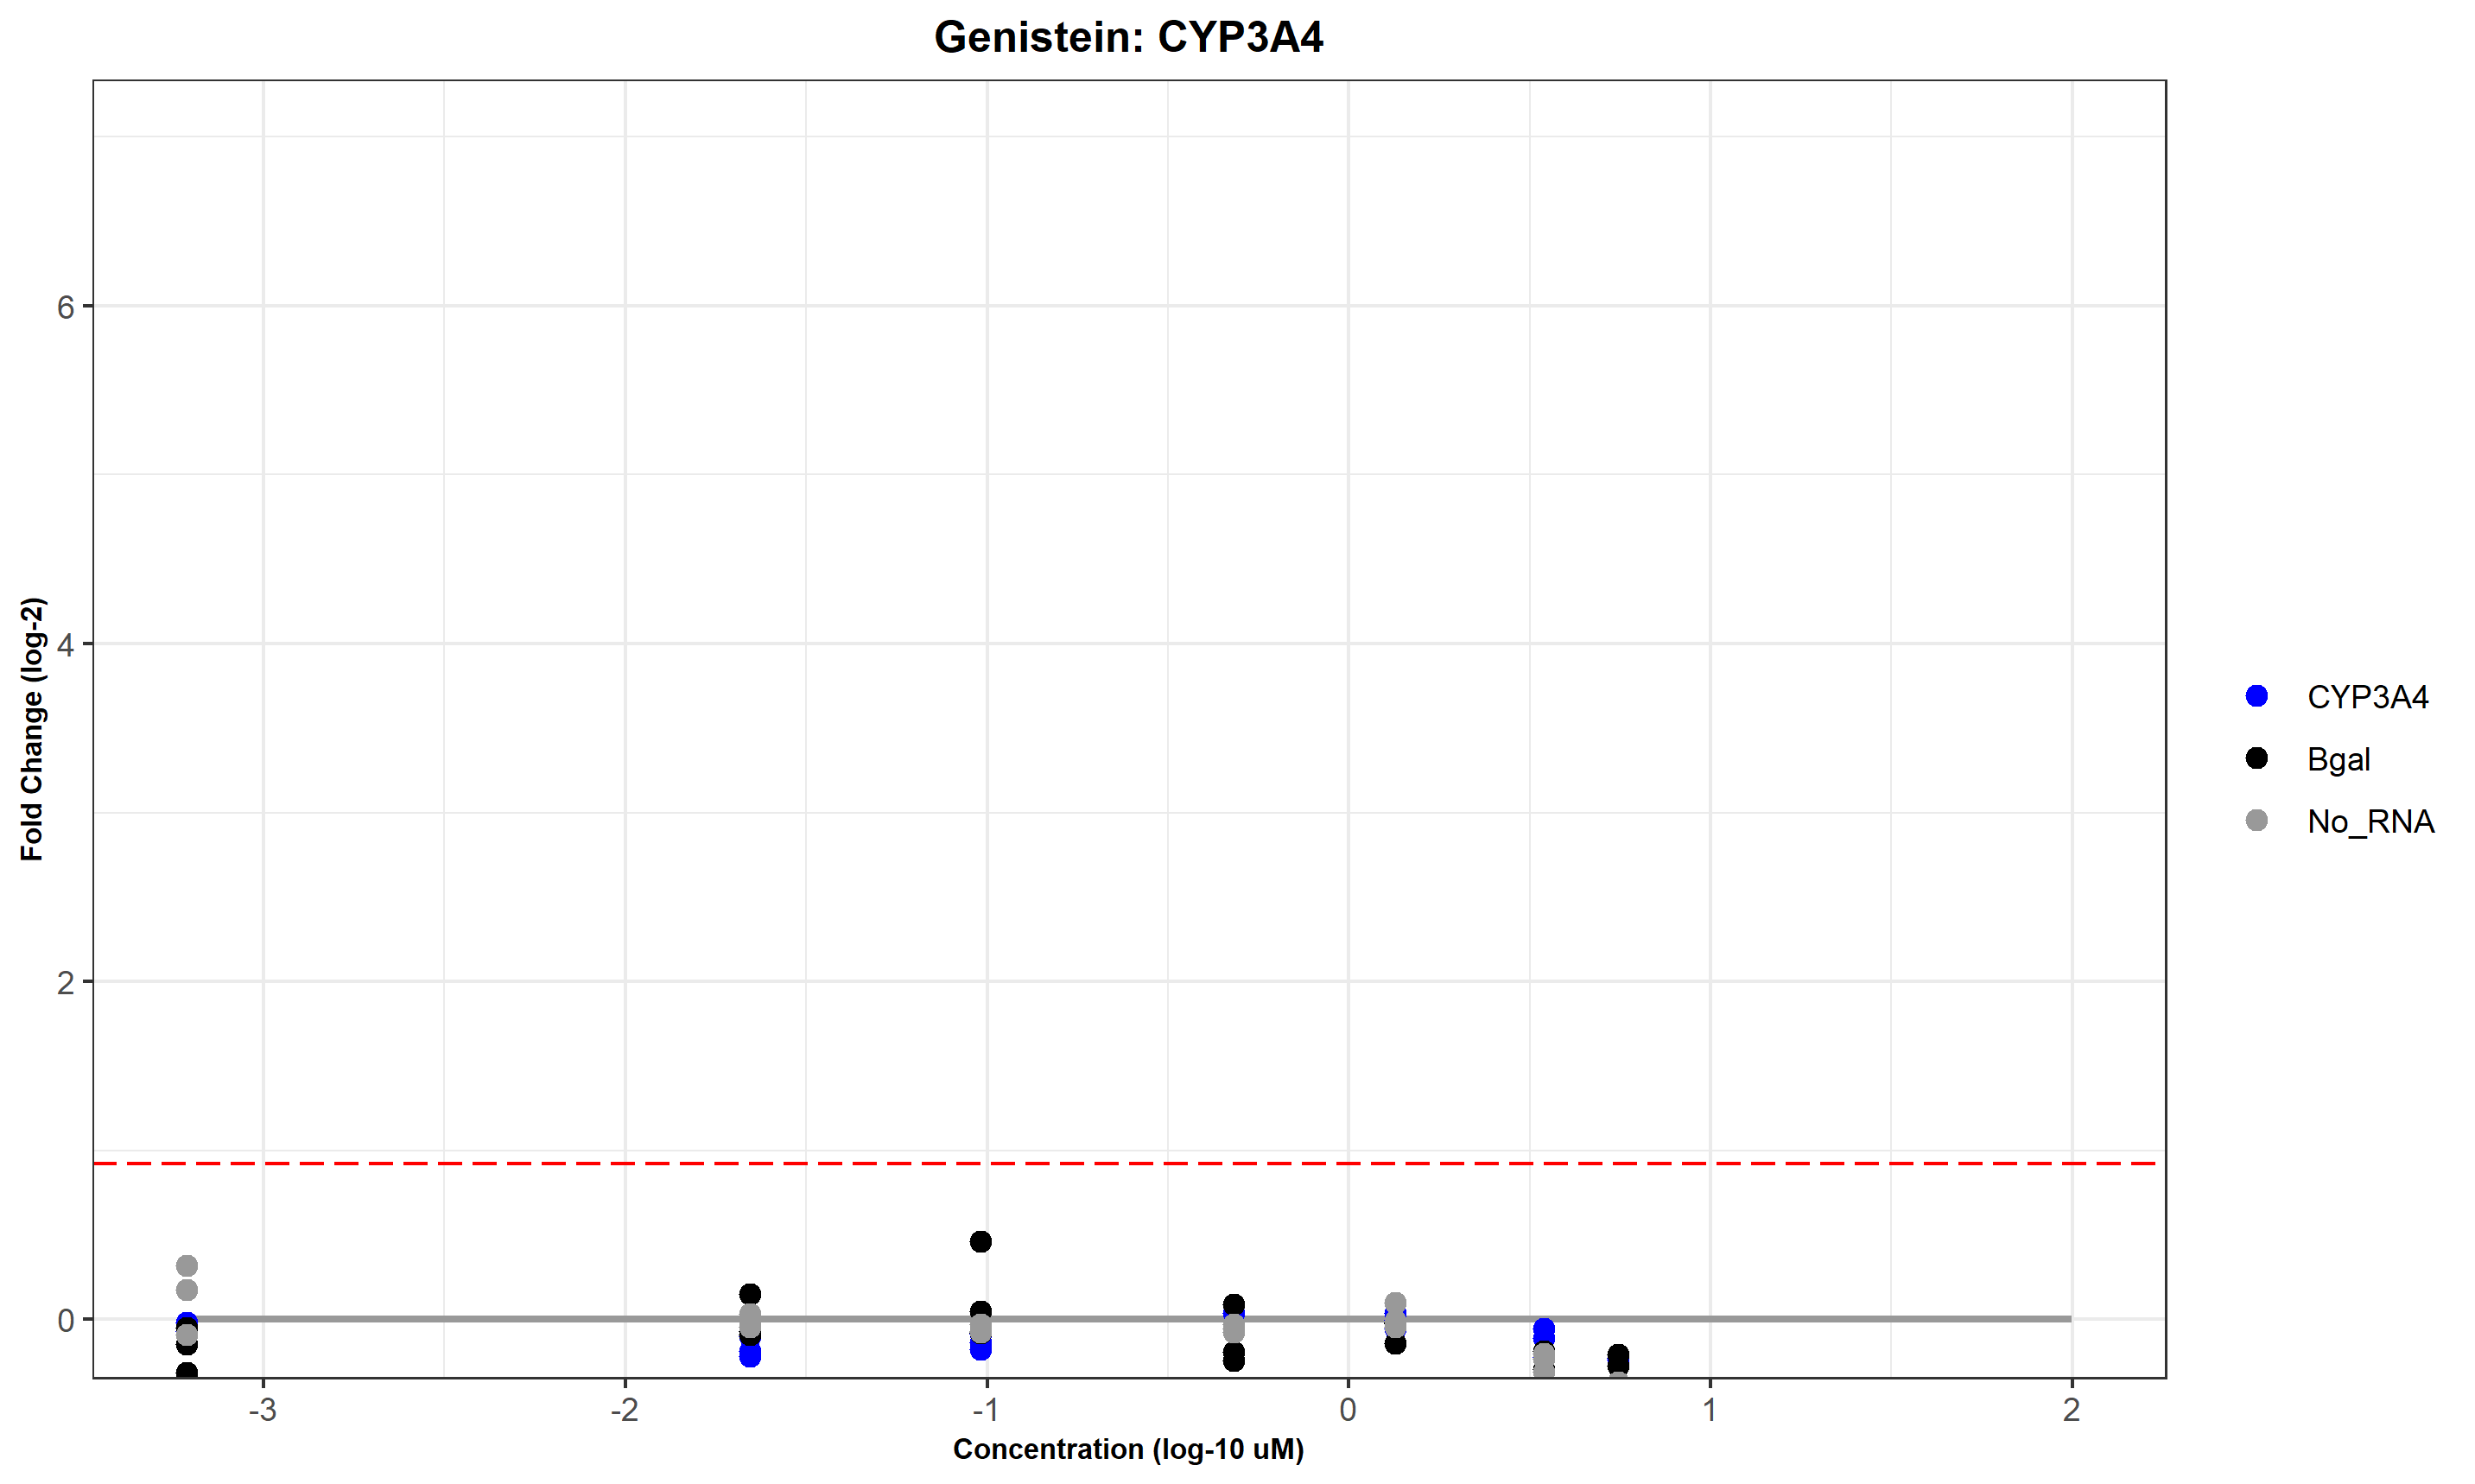 Genistein: CYP3A4
Fold Change (log-2)
6
4
2
0
-3
-2
-1
0
1
2
Concentration (log-10 uM)
CYP3A4
Bgal
No_RNA